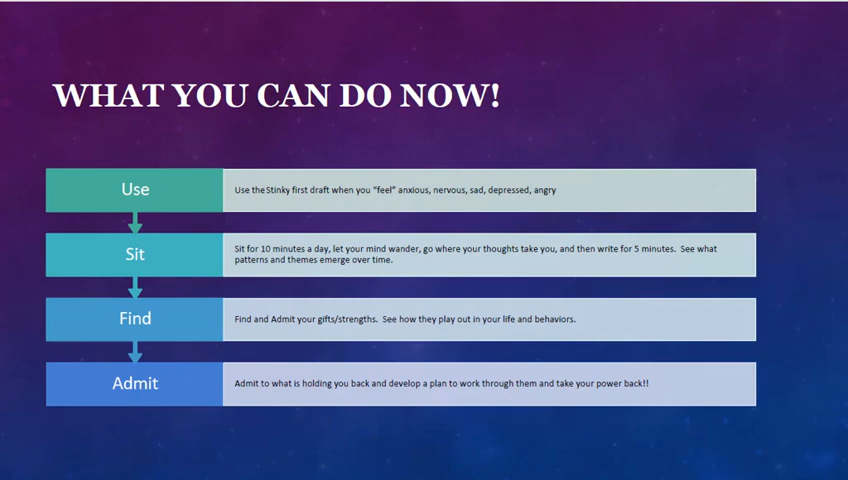 WHAT YOU CAN DO NOW!
Use
Use the Stinky first draft when you “feel” anxious, nervous, sad, depressed, angry
Sit
Sit for 10 minutes a day, let your mind wander, go where your thoughts take you, and then write for 5 minutes.  See what
patterns and themes emerge over time.
Find
Find and Admit your gifts/strengths.  See how they play out in your life and behaviors.
Admit
Admit to what is holding you back and develop a plan to work through them and take your power back!!